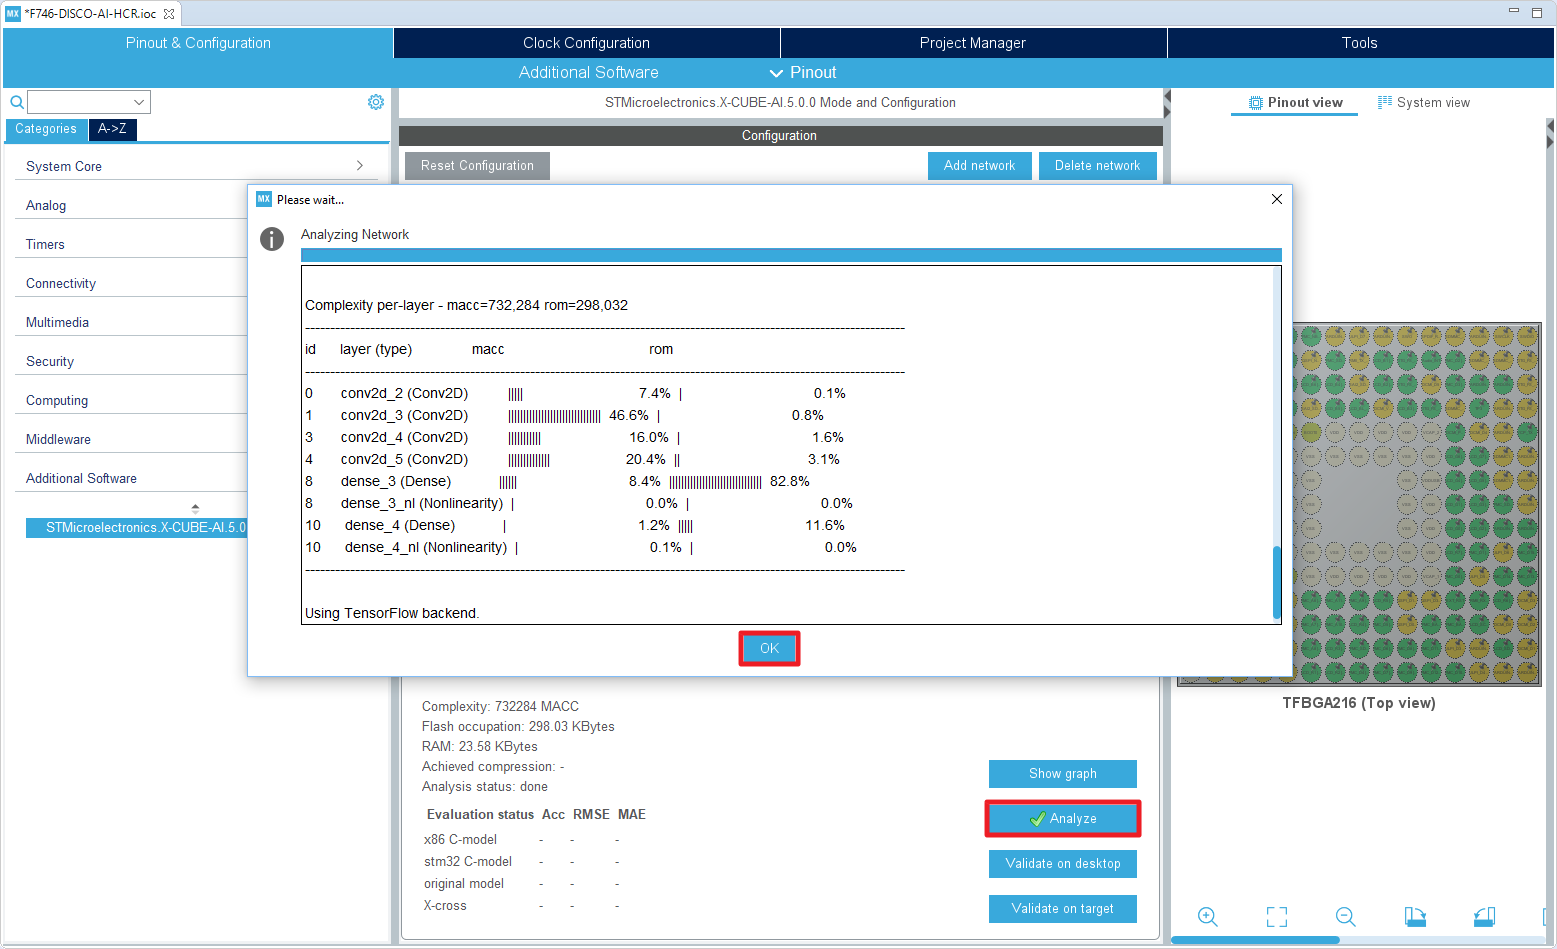 MX *F746-DISCO-AI-HCR.ioc
Pinout & Configuration
Clock Configuration
Project Manager
Tools
Additional Software
Pinout
Categories
A->Z
System Core
Analog
Timers
Connectivity
Multimedia
Security
Computing
Middleware
Additional Software
STMicroelectronics.X-CUBE-AI.5.0
STMicroelectronics.X-CUBE-AI.5.0.0 Mode and Configuration
Configuration
Reset Configuration
Add network
Delete network
Pinout view
System view
MX Please wait...
Analyzing Network
Complexity per-layer - macc=732,284 rom=298,032
------------------------------------------------------------------------------------------------------------------------
id layer (type) macc rom
------------------------------------------------------------------------------------------------------------------------
0 conv2d_2 (Conv2D) ||||| 7.4% | 0.1%
1 conv2d_3 (Conv2D) ||||||||||||||||||||||||||||||| 46.6% | 0.8%
3 conv2d_4 (Conv2D) ||||||||||| 16.0% | 1.6%
4 conv2d_5 (Conv2D) |||||||||||||| 20.4% || 3.1%
8 dense_3 (Dense) |||||| 8.4% ||||||||||||||||||||||||||||||| 82.8%
8 dense_3_nl (Nonlinearity) | 0.0% | 0.0%
10 dense_4 (Dense) | 1.2% ||||| 11.6%
10 dense_4_nl (Nonlinearity) | 0.1% | 0.0%
------------------------------------------------------------------------------------------------------------------------
Using TensorFlow backend.
OK
Complexity: 732284 MACC
Flash occupation: 298.03 KBytes
RAM: 23.58 KBytes
Achieved compression: -
Analysis status: done
Evaluation status Acc RMSE MAE
x86 C-model - - -
stm32 C-model - - -
original model - - -
X-cross - - -
Show graph
Analyze
Validate on desktop
Validate on target
TFBGA216 (Top view)